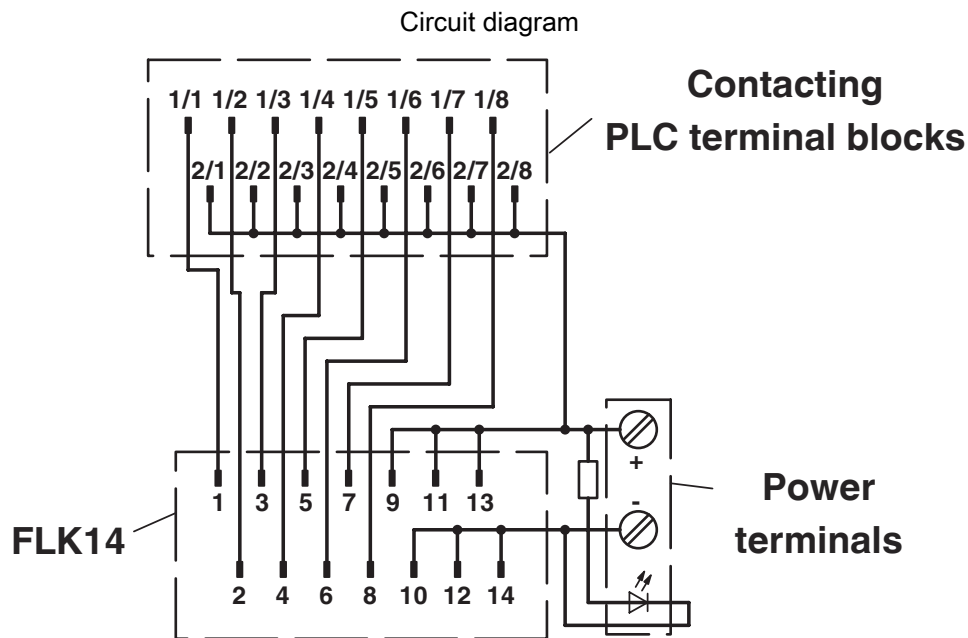 Circuit diagram
1/1 1/2 1/3 1/4 1/5 1/6 1/7 1/8
Contacting
PLC terminal blocks
2/1 2/2 2/3 2/4 2/5 2/6 2/7 2/8
+
1 3 5 7 9 11 13
-
Power
terminals
FLK14
2 4 6 8 10 12 14